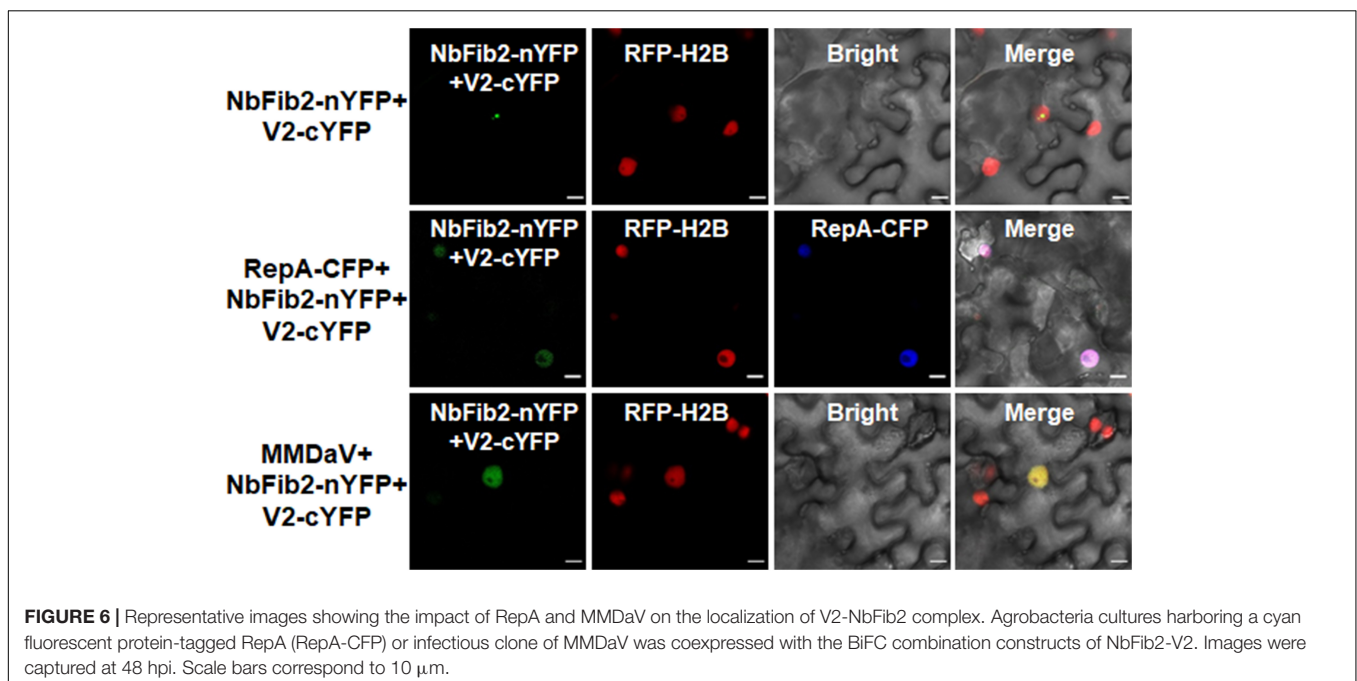 NbFib2-nYFP+
V2-cYFP
NbFib2-nYFP
+V2-cYFP
RFP-H2B
Bright
Merge
RepA-CFP+
NbFib2-nYFP+
V2-cYFP
NbFib2-nYFP
+V2-cYFP
RFP-H2B
RepA-CFP
Merge
MMDaV+
NbFib2-nYFP+
V2-cYFP
NbFib2-nYFP
+V2-cYFP
RFP-H2B
Bright
Merge
FIGURE 6 | Representative images showing the impact of RepA and MMDaV on the localization of V2-NbFib2 complex. Agrobacteria cultures harboring a cyan
fluorescent protein-tagged RepA (RepA-CFP) or infectious clone of MMDaV was coexpressed with the BiFC combination constructs of NbFib2-V2. Images were
captured at 48 hpi. Scale bars correspond to 10 μm.